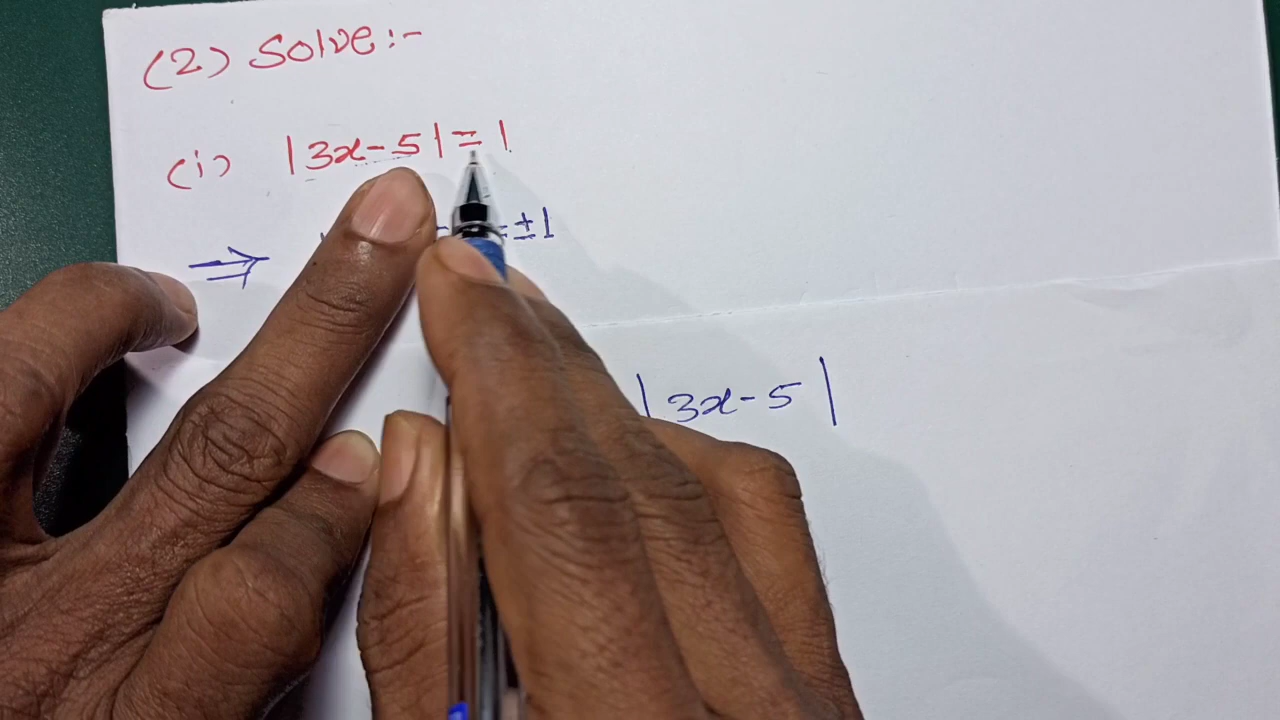 (2) Solve:-
(i) |3x-5| = 1
⇒ = ±1
|3x-5|